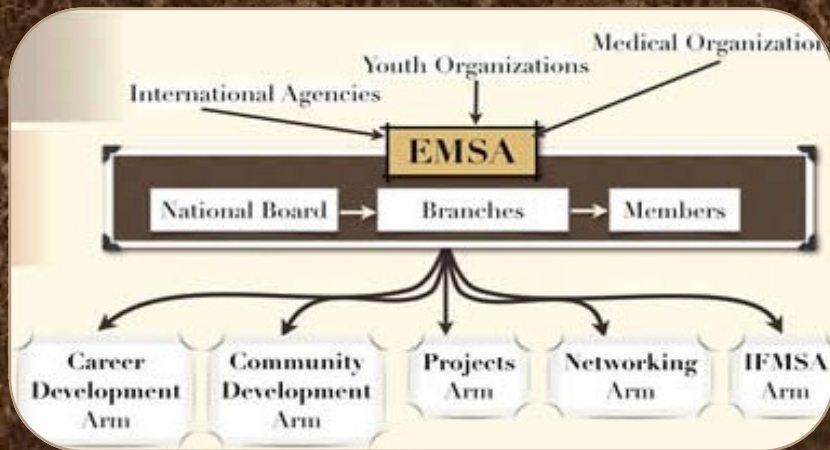 Medical Organization
Youth Organizations
International Agencies
EMSA
National Board
Branches
Members
Career
Development
Arm
Community
Development
Arm
Projects
Arm
Networking
Arm
IFMSA
Arm